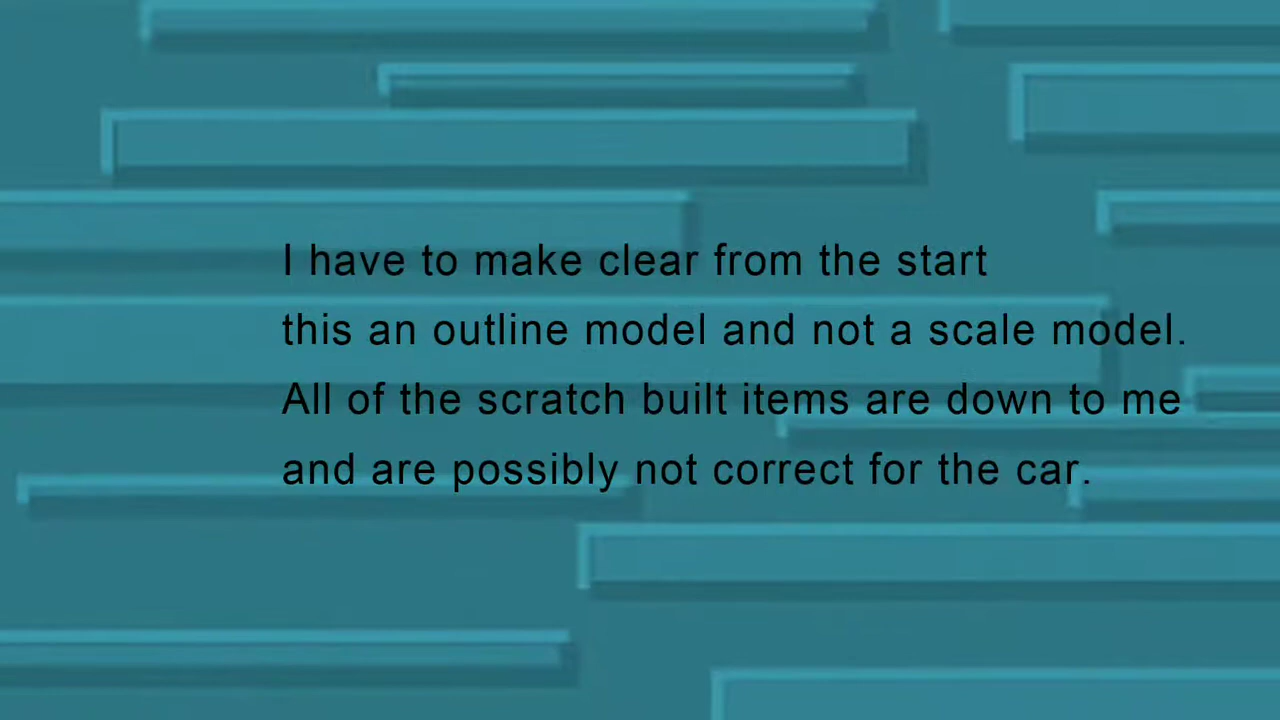 I have to make clear from the start
this an outline model and not a scale model.
All of the scratch built items are down to me
and are possibly not correct for the car.